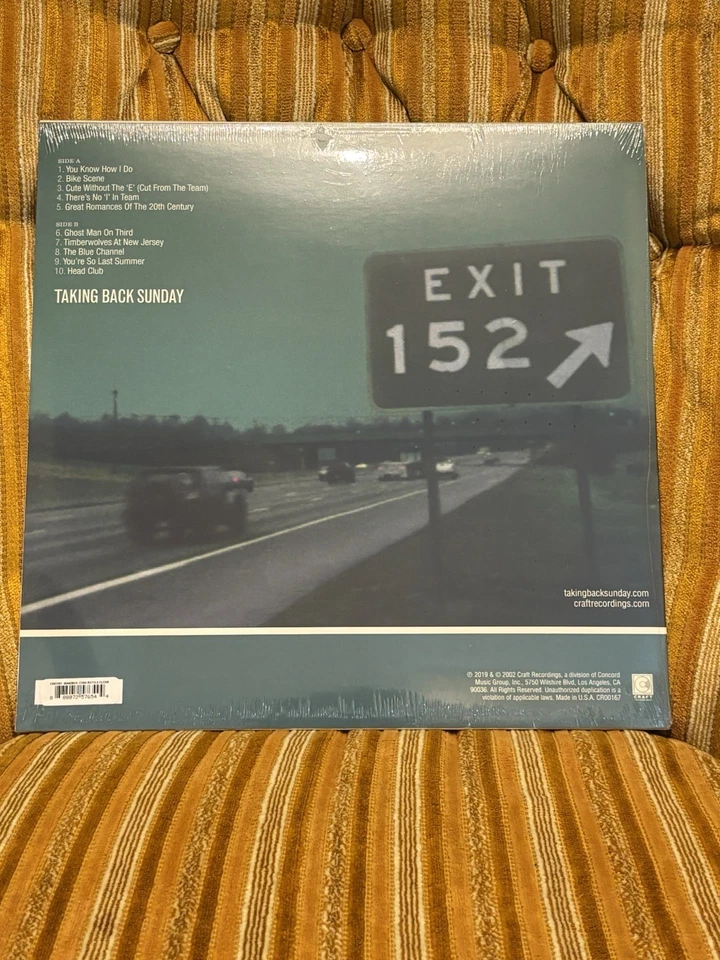 SIDE A
1. You Know How I Do
2. Bike Scene
3. Cute Without The 'E' (Cut From The Team)
4. There's No 'I' In Team
5. Great Romances Of The 20th Century
SIDE B
6. Ghost Man On Third
7. Timberwolves At New Jersey
8. The Blue Channel
9. You're So Last Summer
10. Head Club
TAKING BACK SUNDAY
EXIT
152
takingbacksunday.com
craftrecordings.com
℗ 2019 & © 2002 Craft Recordings, a division of Concord
Music Group, Inc., 5750 Wilshire Blvd, Los Angeles, CA
90036. All Rights Reserved. Unauthorized duplication is a
violation of applicable laws. Made in U.S.A. CR00167
CRAFT